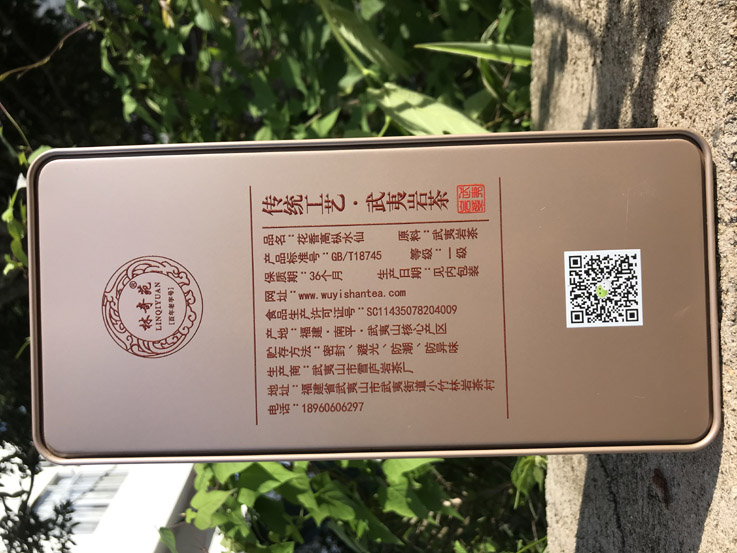 林奇苑®
LINQIYUAN
【百年老字号】
传统工艺·武夷岩茶
品名：花香高枞水仙 原料：武夷岩茶
产品标准号：GB/T18745 等级：一级
保质期：36个月 生产日期：见内包装
网址：www.wuyishantea.com
食品生产许可证号：SC11435078204009
产地：福建·南平·武夷山核心产区
贮存方法：密封、避光、防潮、防异味
生产商：武夷山市雷庐岩茶厂
地址：福建省武夷山市武夷街道小竹林岩茶村
电话：18960606297